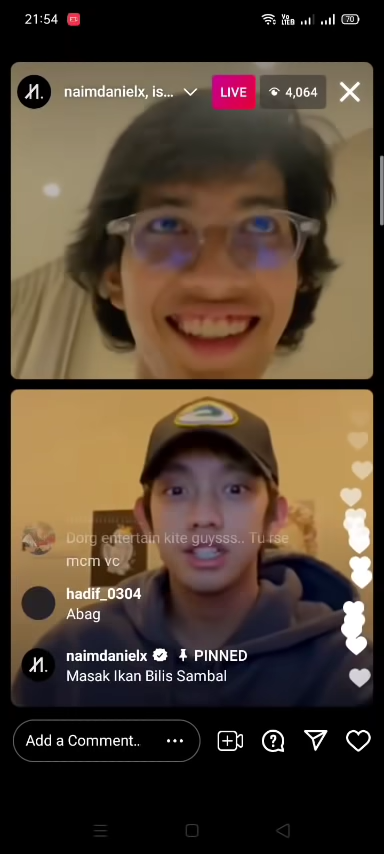 21:54
70
naimdanielx, is...
LIVE
4,064
Dorg entertain kite guysss.. Tu rse
mcm vc
hadif_0304
Abag
naimdanielx PINNED
Masak Ikan Bilis Sambal
Add a Comment..